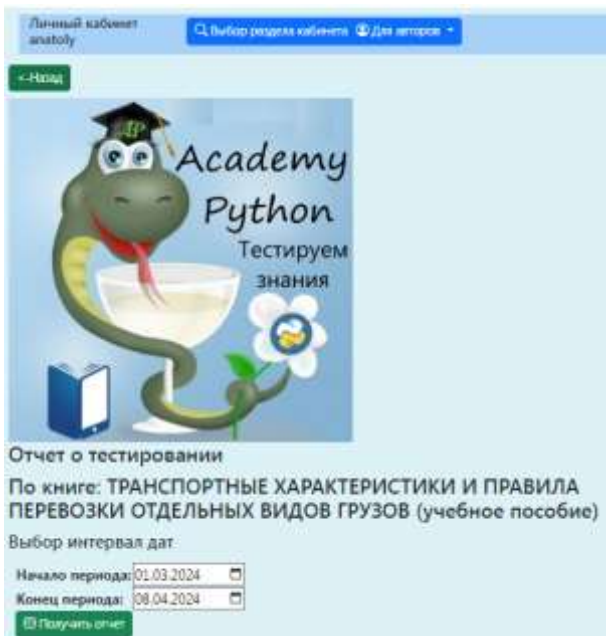 Личный кабинет
anatoly
Выбор раздела кабинета Для авторов
<-Назад
Academy
Python
Тестируем
знания
Отчет о тестировании
По книге: ТРАНСПОРТНЫЕ ХАРАКТЕРИСТИКИ И ПРАВИЛА
ПЕРЕВОЗКИ ОТДЕЛЬНЫХ ВИДОВ ГРУЗОВ (учебное пособие)
Выбор интервал дат
Начало периода: 01.03.2024
Конец периода: 08.04.2024
Получить отчет